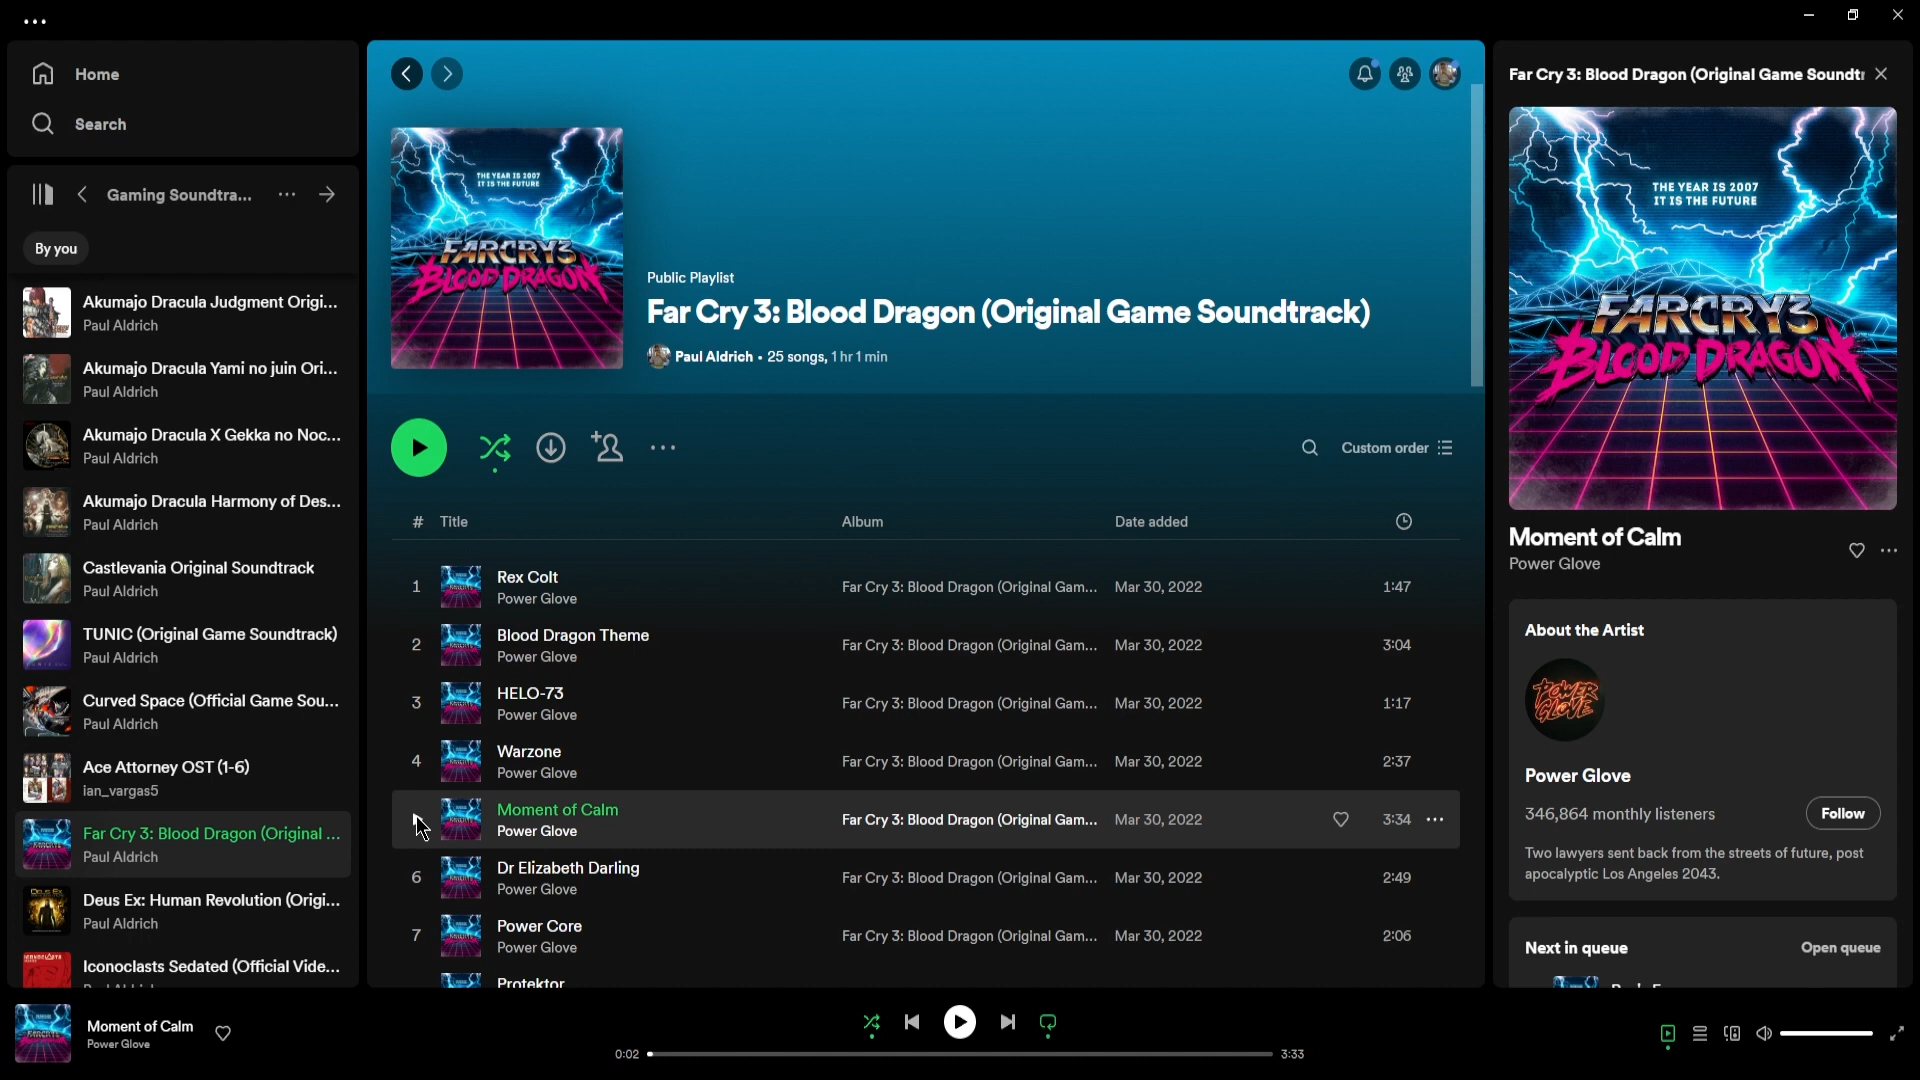 Home
Search
Gaming Soundtra...
By you
Akumajo Dracula Judgment Origi...
Paul Aldrich
Akumajo Dracula Yami no juin Ori...
Paul Aldrich
Akumajo Dracula X Gekka no Noc...
Paul Aldrich
Akumajo Dracula Harmony of Des...
Paul Aldrich
Castlevania Original Soundtrack
Paul Aldrich
TUNIC (Original Game Soundtrack)
Paul Aldrich
Curved Space (Official Game Sou...
Paul Aldrich
Ace Attorney OST (1-6)
ian_vargas5
Far Cry 3: Blood Dragon (Original ...
Paul Aldrich
Deus Ex: Human Revolution (Origi...
Paul Aldrich
Iconoclasts Sedated (Official Vide...
THE YEAR IS 2007
IT IS THE FUTURE
FARCRY3
BLOOD DRAGON
Public Playlist
Far Cry 3: Blood Dragon (Original Game Soundtrack)
Paul Aldrich • 25 songs, 1 hr 1 min
Custom order
# Title Album Date added
1 Rex Colt Far Cry 3: Blood Dragon (Original Gam... Mar 30, 2022 1:47
Power Glove
2 Blood Dragon Theme Far Cry 3: Blood Dragon (Original Gam... Mar 30, 2022 3:04
Power Glove
3 HELO-73 Far Cry 3: Blood Dragon (Original Gam... Mar 30, 2022 1:17
Power Glove
4 Warzone Far Cry 3: Blood Dragon (Original Gam... Mar 30, 2022 2:37
Power Glove
Moment of Calm Far Cry 3: Blood Dragon (Original Gam... Mar 30, 2022 3:34
Power Glove
6 Dr Elizabeth Darling Far Cry 3: Blood Dragon (Original Gam... Mar 30, 2022 2:49
Power Glove
7 Power Core Far Cry 3: Blood Dragon (Original Gam... Mar 30, 2022 2:06
Power Glove
Protektor
Far Cry 3: Blood Dragon (Original Game Soundtr
THE YEAR IS 2007
IT IS THE FUTURE
FARCRY3
BLOOD DRAGON
Moment of Calm
Power Glove
About the Artist
POWER
GLOVE
Power Glove
346,864 monthly listeners
Follow
Two lawyers sent back from the streets of future, post
apocalyptic Los Angeles 2043.
Next in queue Open queue
Moment of Calm
Power Glove
0:02 3:33